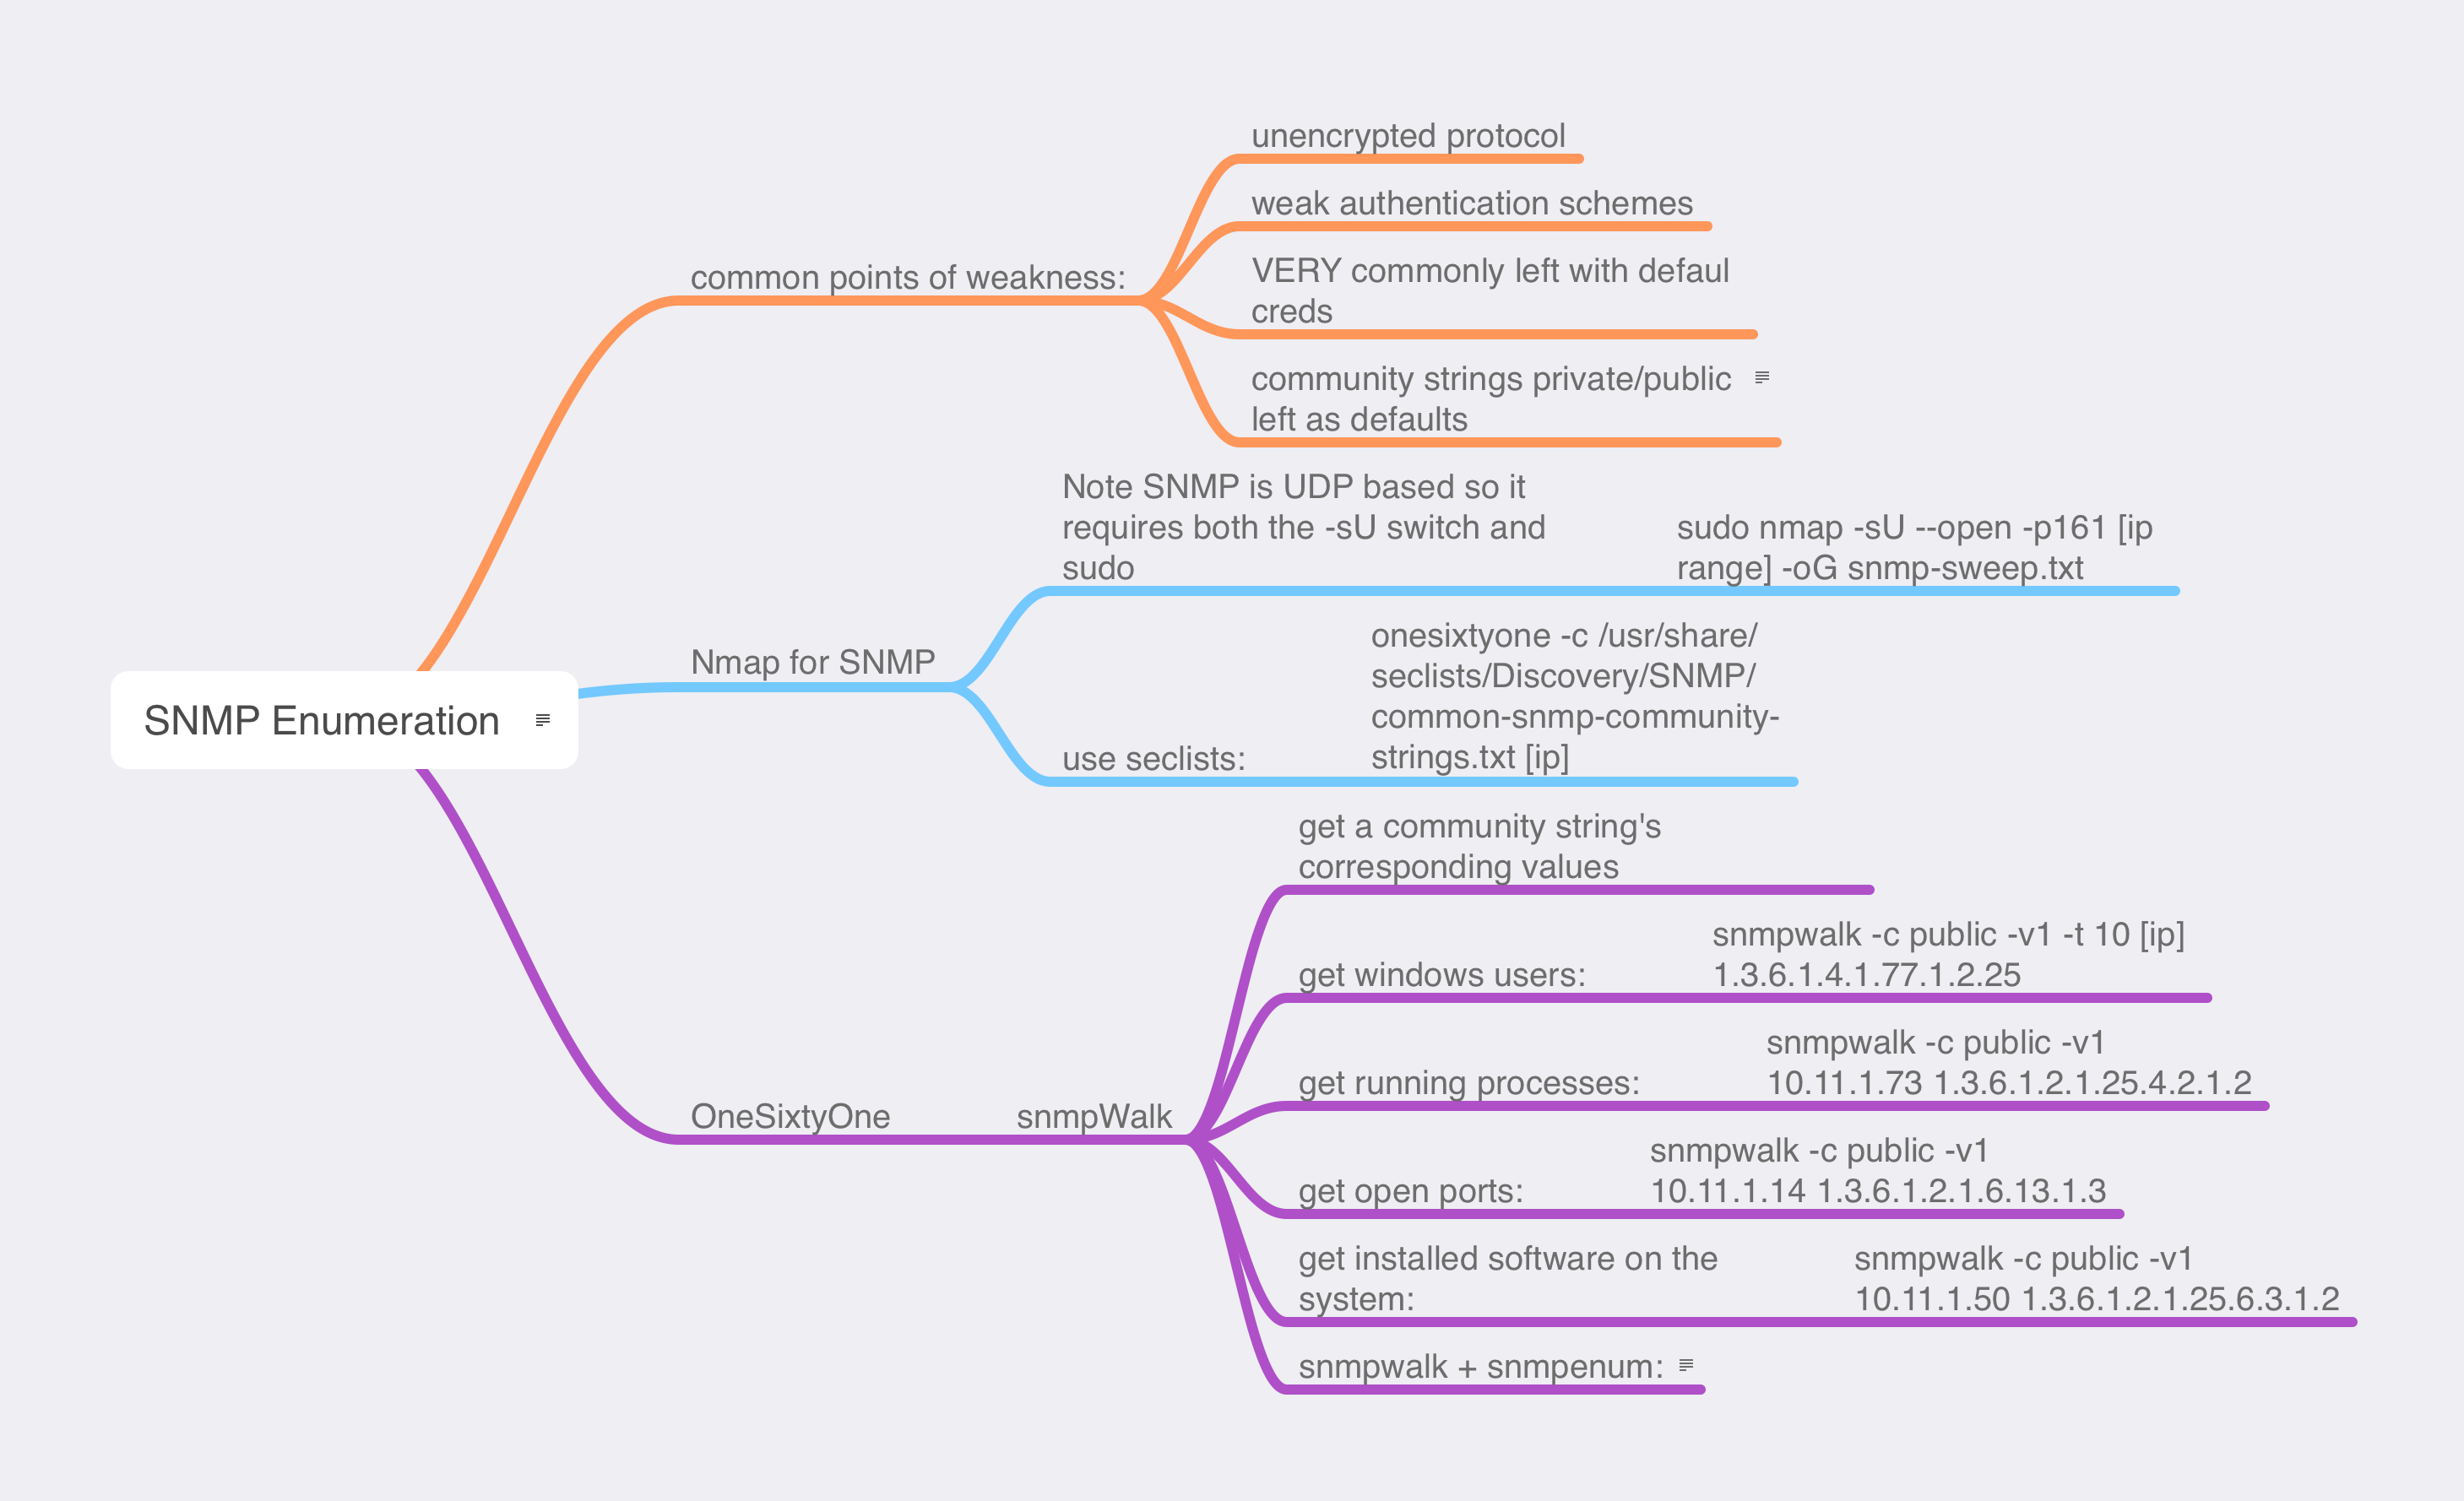 SNMP Enumeration
common points of weakness:
unencrypted protocol
weak authentication schemes
VERY commonly left with defaul
creds
community strings private/public
left as defaults
Nmap for SNMP
Note SNMP is UDP based so it
requires both the -sU switch and
sudo
sudo nmap -sU --open -p161 [ip
range] -oG snmp-sweep.txt
use seclists:
onesixtyone -c /usr/share/
seclists/Discovery/SNMP/
common-snmp-community-
strings.txt [ip]
OneSixtyOne
snmpWalk
get a community string's
corresponding values
get windows users:
snmpwalk -c public -v1 -t 10 [ip]
1.3.6.1.4.1.77.1.2.25
get running processes:
snmpwalk -c public -v1
10.11.1.73 1.3.6.1.2.1.25.4.2.1.2
get open ports:
snmpwalk -c public -v1
10.11.1.14 1.3.6.1.2.1.6.13.1.3
get installed software on the
system:
snmpwalk -c public -v1
10.11.1.50 1.3.6.1.2.1.25.6.3.1.2
snmpwalk + snmpenum: